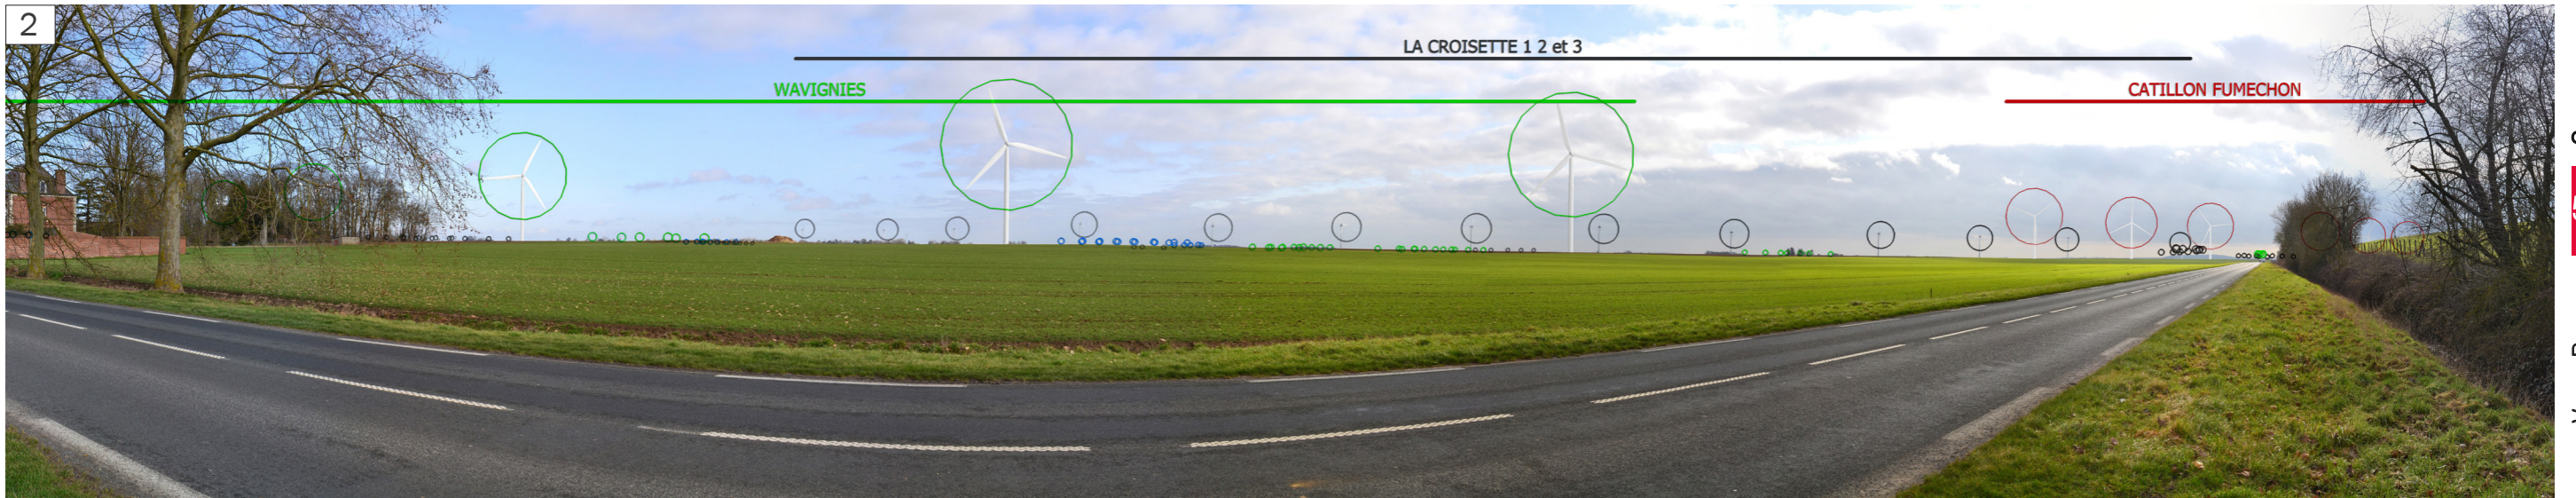 2
LA CROISETTE 1 2 et 3
WAVIGNIES
CATILLON FUMECHON